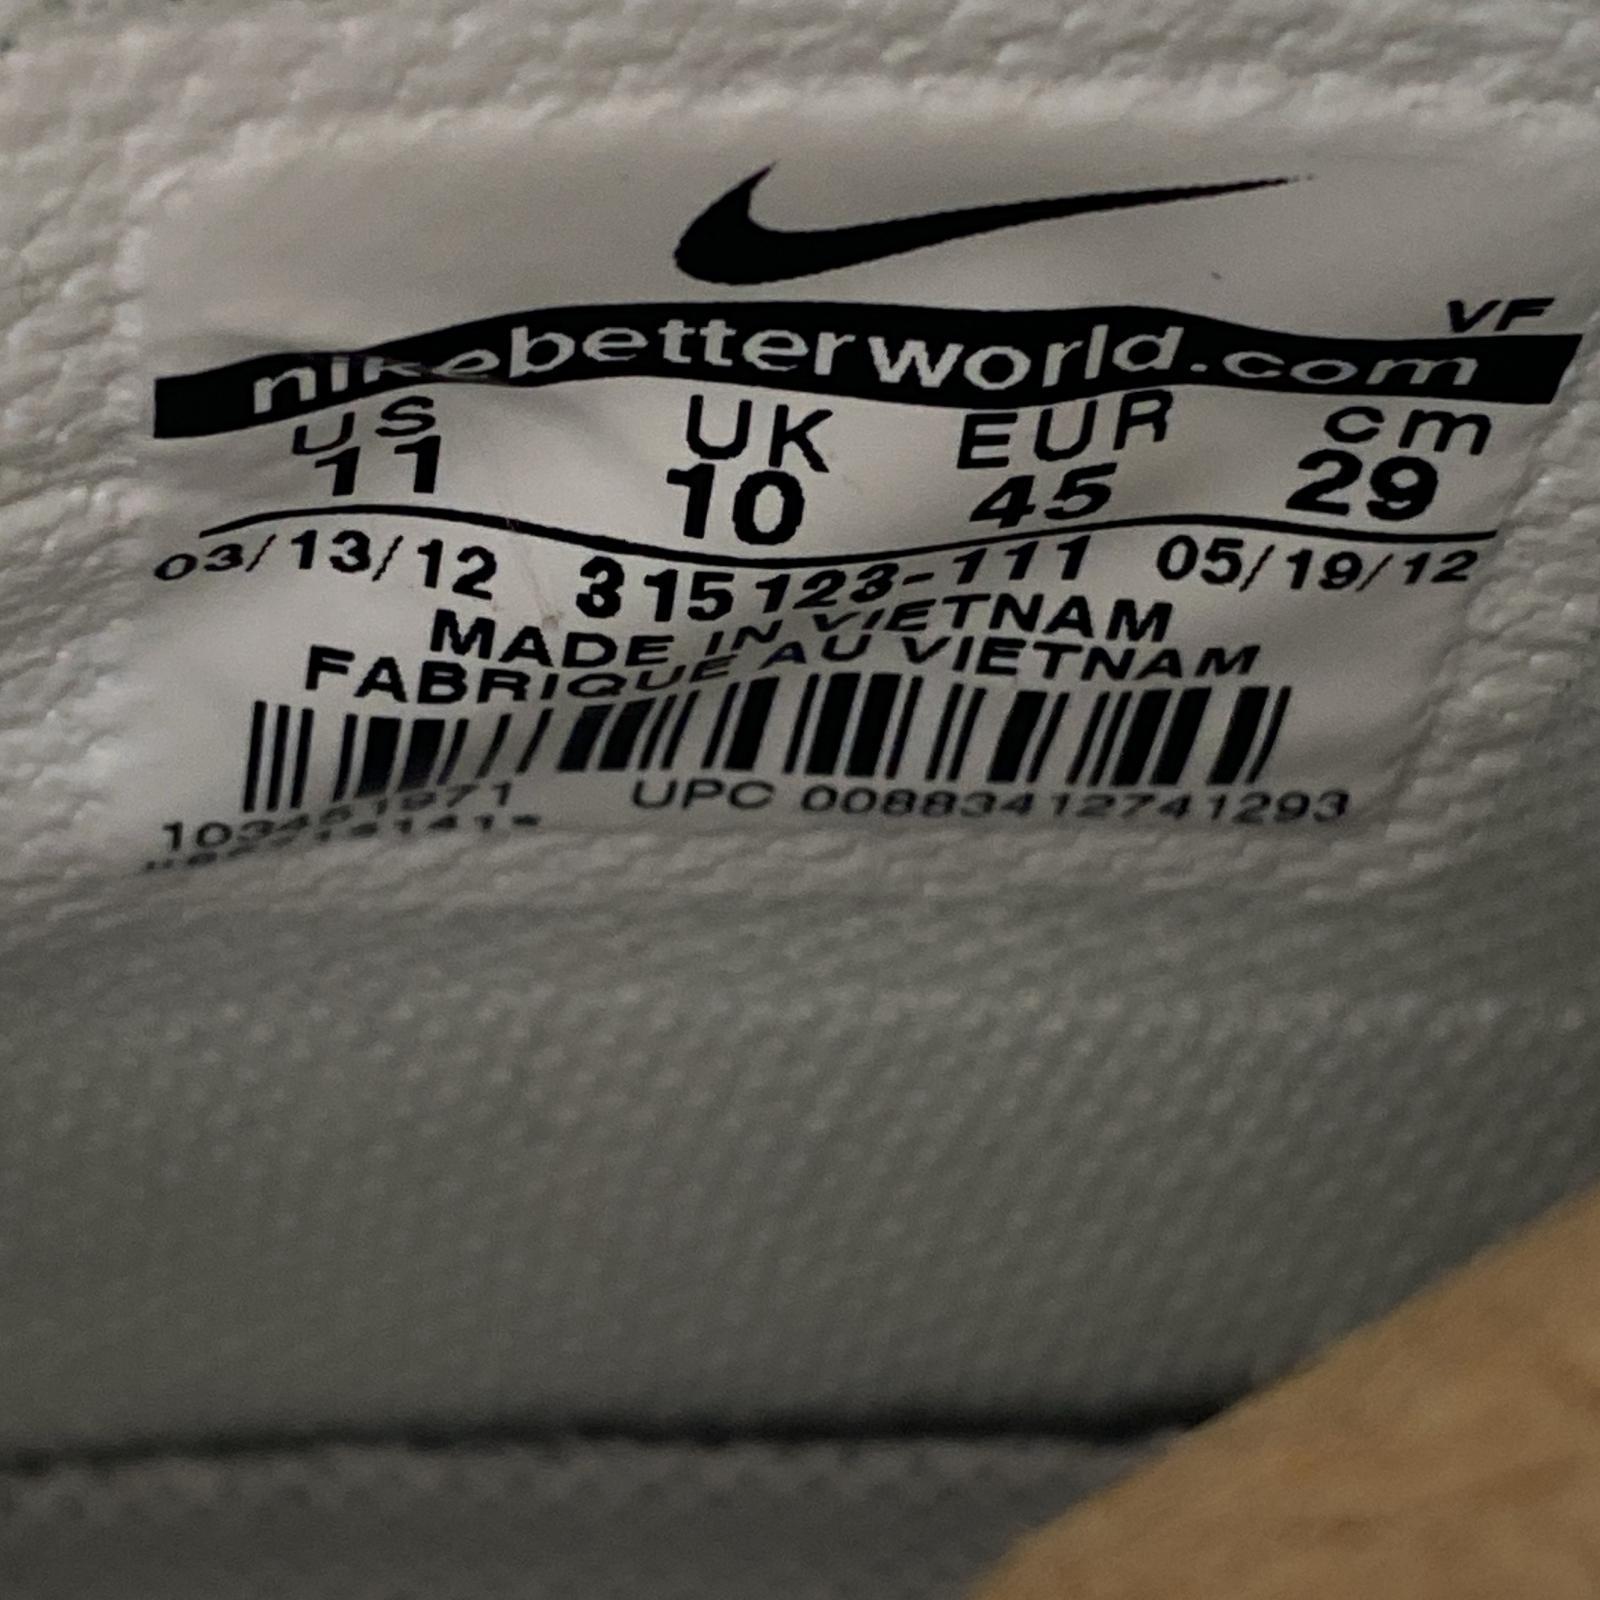 VF
nikebetterworld.com
US UK EUR cm
11 10 45 29
03/13/12 315123-111 05/19/12
MADE IN VIETNAM
FABRIQUE AU VIETNAM
UPC 00883412741293